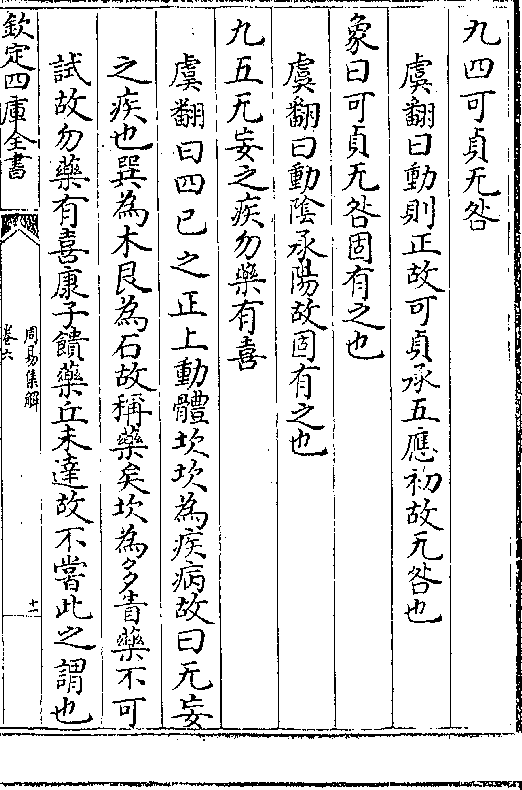 九四可貞无咎
虞翻曰動則正故可貞承五應初故无咎也
象曰可貞无咎固有之也
虞翻曰動陰承陽故固有之也
九五无妄之疾勿藥有喜
虞翻曰四已之正上動體坎坎為疾病故曰无妄
之疾也巽為木艮為石故稱藥矣坎為多眚藥不可
試故勿藥有喜康子饋藥丘未達故不嘗此之謂也
欽定四庫全書
周易集解
卷六
十二